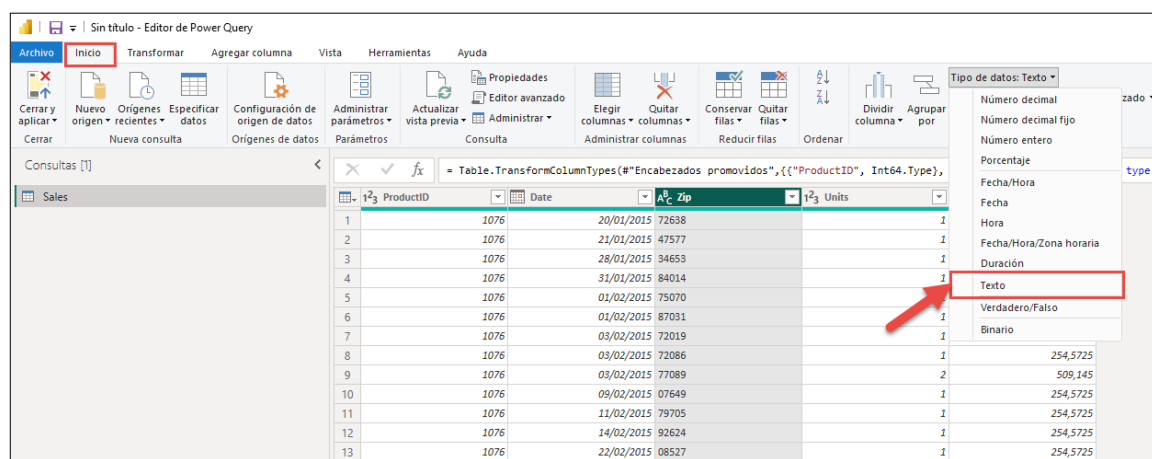 Sin título - Editor de Power Query
Archivo Inicio Transformar Agregar columna Vista Herramientas Ayuda
Cerrar y aplicar
Nuevo origen
Orígenes recientes
Especificar datos
Configuración de origen de datos
Administrar parámetros
Actualizar vista previa
Propiedades
Editor avanzado
Administrar
Elegir columnas
Quitar columnas
Conservar filas
Quitar filas
Dividir columna
Agrupar por
Tipo de datos: Texto
zado
Cerrar Nueva consulta Orígenes de datos Parámetros Consulta Administrar columnas Reducir filas Ordenar
Número decimal
Número decimal fijo
Número entero
Porcentaje
Fecha/Hora
Fecha
Hora
Fecha/Hora/Zona horaria
Duración
Texto
Verdadero/Falso
Binario
Consultas [1]
Sales
fx = Table.TransformColumnTypes(#"Encabezados promovidos",{{"ProductID", Int64.Type}, type
123 ProductID Date ABC Zip 123 Units
1 1076 20/01/2015 72638 1
2 1076 21/01/2015 47577 1
3 1076 28/01/2015 34653 1
4 1076 31/01/2015 84014 1
5 1076 01/02/2015 75070
6 1076 01/02/2015 87031 1
7 1076 03/02/2015 72019 1
8 1076 03/02/2015 72086 1 254,5725
9 1076 03/02/2015 77089 2 509,145
10 1076 09/02/2015 07649 1 254,5725
11 1076 11/02/2015 79705 1 254,5725
12 1076 14/02/2015 92624 1 254,5725
13 1076 22/02/2015 08527 1 254,5725